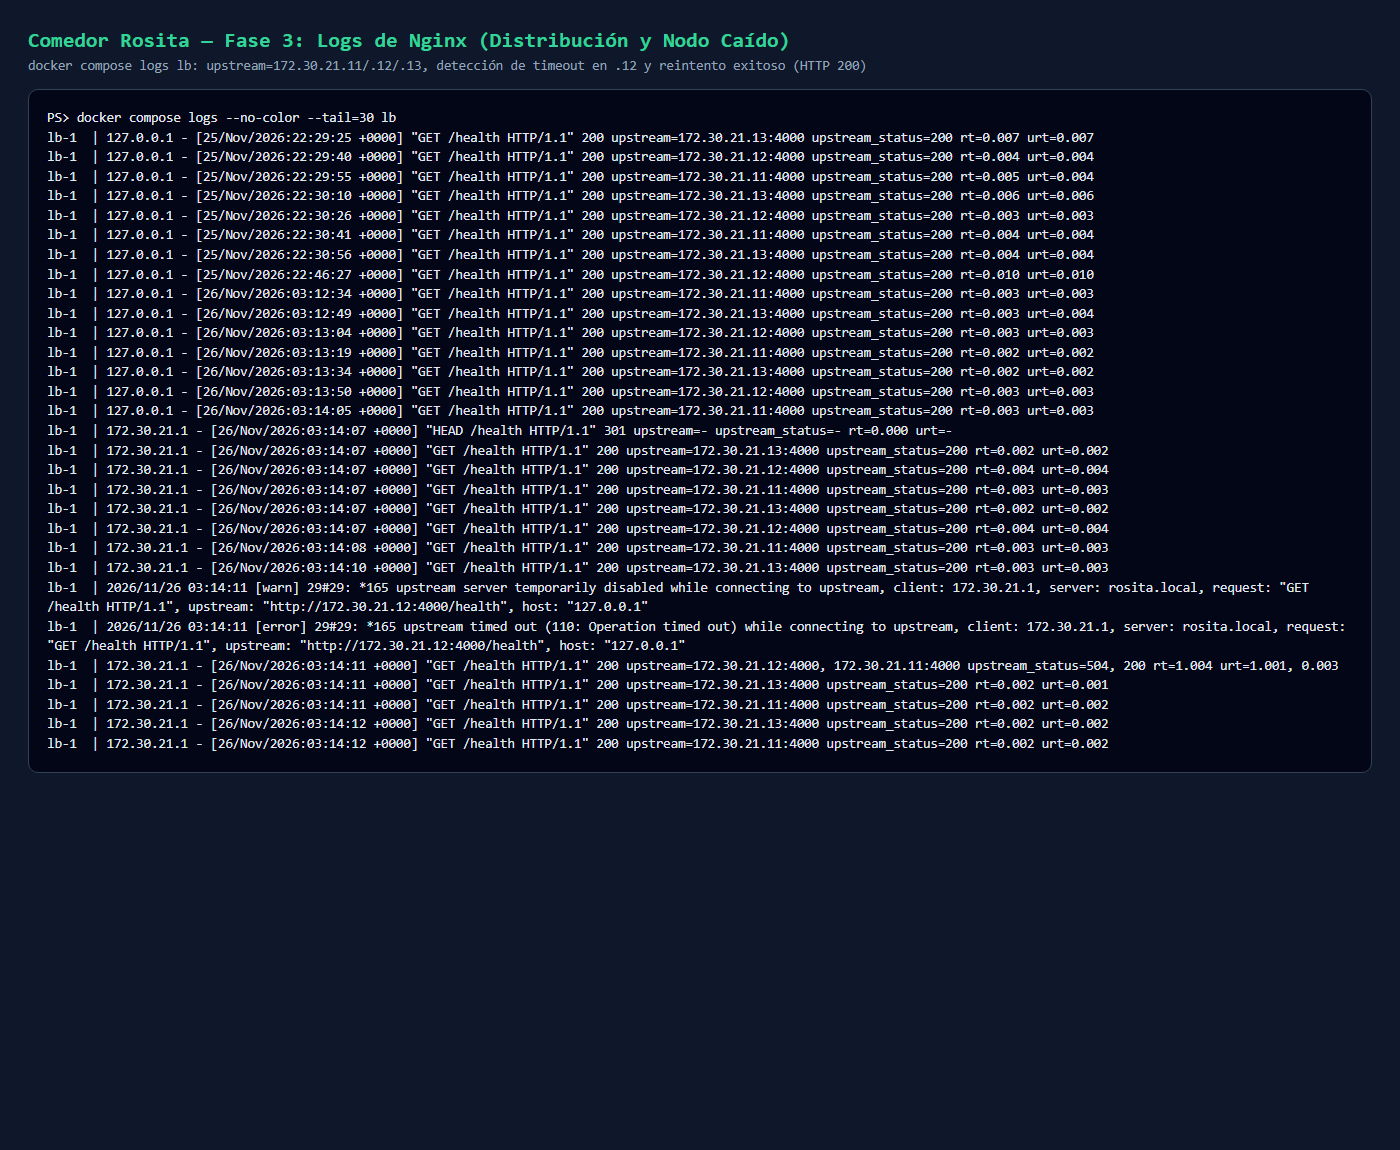 Comedor Rosita — Fase 3: Logs de Nginx (Distribución y Nodo Caído)
docker compose logs lb: upstream=172.30.21.11/.12/.13, detección de timeout en .12 y reintento exitoso (HTTP 200)
PS> docker compose logs --no-color --tail=30 lb
lb-1  | 127.0.0.1 - [25/Nov/2026:22:29:25 +0000] "GET /health HTTP/1.1" 200 upstream=172.30.21.13:4000 upstream_status=200 rt=0.007 urt=0.007
lb-1  | 127.0.0.1 - [25/Nov/2026:22:29:40 +0000] "GET /health HTTP/1.1" 200 upstream=172.30.21.12:4000 upstream_status=200 rt=0.004 urt=0.004
lb-1  | 127.0.0.1 - [25/Nov/2026:22:29:55 +0000] "GET /health HTTP/1.1" 200 upstream=172.30.21.11:4000 upstream_status=200 rt=0.005 urt=0.004
lb-1  | 127.0.0.1 - [25/Nov/2026:22:30:10 +0000] "GET /health HTTP/1.1" 200 upstream=172.30.21.13:4000 upstream_status=200 rt=0.006 urt=0.006
lb-1  | 127.0.0.1 - [25/Nov/2026:22:30:26 +0000] "GET /health HTTP/1.1" 200 upstream=172.30.21.12:4000 upstream_status=200 rt=0.003 urt=0.003
lb-1  | 127.0.0.1 - [25/Nov/2026:22:30:41 +0000] "GET /health HTTP/1.1" 200 upstream=172.30.21.11:4000 upstream_status=200 rt=0.004 urt=0.004
lb-1  | 127.0.0.1 - [25/Nov/2026:22:30:56 +0000] "GET /health HTTP/1.1" 200 upstream=172.30.21.13:4000 upstream_status=200 rt=0.004 urt=0.004
lb-1  | 127.0.0.1 - [25/Nov/2026:22:46:27 +0000] "GET /health HTTP/1.1" 200 upstream=172.30.21.12:4000 upstream_status=200 rt=0.010 urt=0.010
lb-1  | 127.0.0.1 - [26/Nov/2026:03:12:34 +0000] "GET /health HTTP/1.1" 200 upstream=172.30.21.11:4000 upstream_status=200 rt=0.003 urt=0.003
lb-1  | 127.0.0.1 - [26/Nov/2026:03:12:49 +0000] "GET /health HTTP/1.1" 200 upstream=172.30.21.13:4000 upstream_status=200 rt=0.003 urt=0.004
lb-1  | 127.0.0.1 - [26/Nov/2026:03:13:04 +0000] "GET /health HTTP/1.1" 200 upstream=172.30.21.12:4000 upstream_status=200 rt=0.003 urt=0.003
lb-1  | 127.0.0.1 - [26/Nov/2026:03:13:19 +0000] "GET /health HTTP/1.1" 200 upstream=172.30.21.11:4000 upstream_status=200 rt=0.002 urt=0.002
lb-1  | 127.0.0.1 - [26/Nov/2026:03:13:34 +0000] "GET /health HTTP/1.1" 200 upstream=172.30.21.13:4000 upstream_status=200 rt=0.002 urt=0.002
lb-1  | 127.0.0.1 - [26/Nov/2026:03:13:50 +0000] "GET /health HTTP/1.1" 200 upstream=172.30.21.12:4000 upstream_status=200 rt=0.003 urt=0.003
lb-1  | 127.0.0.1 - [26/Nov/2026:03:14:05 +0000] "GET /health HTTP/1.1" 200 upstream=172.30.21.11:4000 upstream_status=200 rt=0.003 urt=0.003
lb-1  | 172.30.21.1 - [26/Nov/2026:03:14:07 +0000] "HEAD /health HTTP/1.1" 301 upstream=- upstream_status=- rt=0.000 urt=-
lb-1  | 172.30.21.1 - [26/Nov/2026:03:14:07 +0000] "GET /health HTTP/1.1" 200 upstream=172.30.21.13:4000 upstream_status=200 rt=0.002 urt=0.002
lb-1  | 172.30.21.1 - [26/Nov/2026:03:14:07 +0000] "GET /health HTTP/1.1" 200 upstream=172.30.21.12:4000 upstream_status=200 rt=0.004 urt=0.004
lb-1  | 172.30.21.1 - [26/Nov/2026:03:14:07 +0000] "GET /health HTTP/1.1" 200 upstream=172.30.21.11:4000 upstream_status=200 rt=0.003 urt=0.003
lb-1  | 172.30.21.1 - [26/Nov/2026:03:14:07 +0000] "GET /health HTTP/1.1" 200 upstream=172.30.21.13:4000 upstream_status=200 rt=0.002 urt=0.002
lb-1  | 172.30.21.1 - [26/Nov/2026:03:14:07 +0000] "GET /health HTTP/1.1" 200 upstream=172.30.21.12:4000 upstream_status=200 rt=0.004 urt=0.004
lb-1  | 172.30.21.1 - [26/Nov/2026:03:14:08 +0000] "GET /health HTTP/1.1" 200 upstream=172.30.21.11:4000 upstream_status=200 rt=0.003 urt=0.003
lb-1  | 172.30.21.1 - [26/Nov/2026:03:14:10 +0000] "GET /health HTTP/1.1" 200 upstream=172.30.21.13:4000 upstream_status=200 rt=0.003 urt=0.003
lb-1  | 2026/11/26 03:14:11 [warn] 29#29: *165 upstream server temporarily disabled while connecting to upstream, client: 172.30.21.1, server: rosita.local, request: "GET
/health HTTP/1.1", upstream: "http://172.30.21.12:4000/health", host: "127.0.0.1"
lb-1  | 2026/11/26 03:14:11 [error] 29#29: *165 upstream timed out (110: Operation timed out) while connecting to upstream, client: 172.30.21.1, server: rosita.local, request:
"GET /health HTTP/1.1", upstream: "http://172.30.21.12:4000/health", host: "127.0.0.1"
lb-1  | 172.30.21.1 - [26/Nov/2026:03:14:11 +0000] "GET /health HTTP/1.1" 200 upstream=172.30.21.12:4000, 172.30.21.11:4000 upstream_status=504, 200 rt=1.004 urt=1.001, 0.003
lb-1  | 172.30.21.1 - [26/Nov/2026:03:14:11 +0000] "GET /health HTTP/1.1" 200 upstream=172.30.21.13:4000 upstream_status=200 rt=0.002 urt=0.001
lb-1  | 172.30.21.1 - [26/Nov/2026:03:14:11 +0000] "GET /health HTTP/1.1" 200 upstream=172.30.21.11:4000 upstream_status=200 rt=0.002 urt=0.002
lb-1  | 172.30.21.1 - [26/Nov/2026:03:14:12 +0000] "GET /health HTTP/1.1" 200 upstream=172.30.21.13:4000 upstream_status=200 rt=0.002 urt=0.002
lb-1  | 172.30.21.1 - [26/Nov/2026:03:14:12 +0000] "GET /health HTTP/1.1" 200 upstream=172.30.21.11:4000 upstream_status=200 rt=0.002 urt=0.002